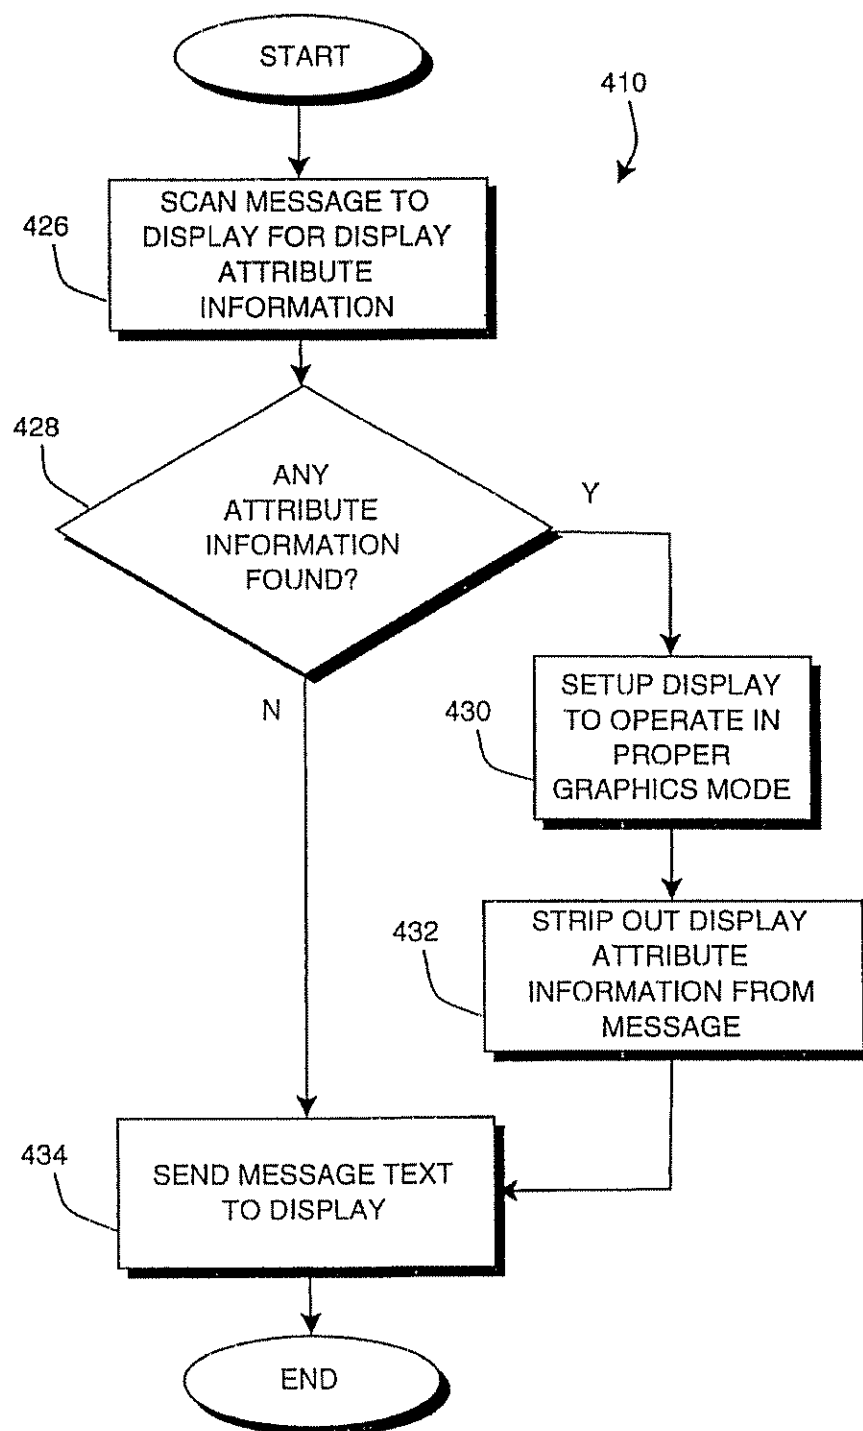 START
410
SCAN MESSAGE TO
DISPLAY FOR DISPLAY
ATTRIBUTE
INFORMATION
426
428
ANY
ATTRIBUTE
INFORMATION
FOUND?
Y
N
SETUP DISPLAY
TO OPERATE IN
PROPER
GRAPHICS MODE
430
STRIP OUT DISPLAY
ATTRIBUTE
INFORMATION FROM
MESSAGE
432
434
SEND MESSAGE TEXT
TO DISPLAY
END